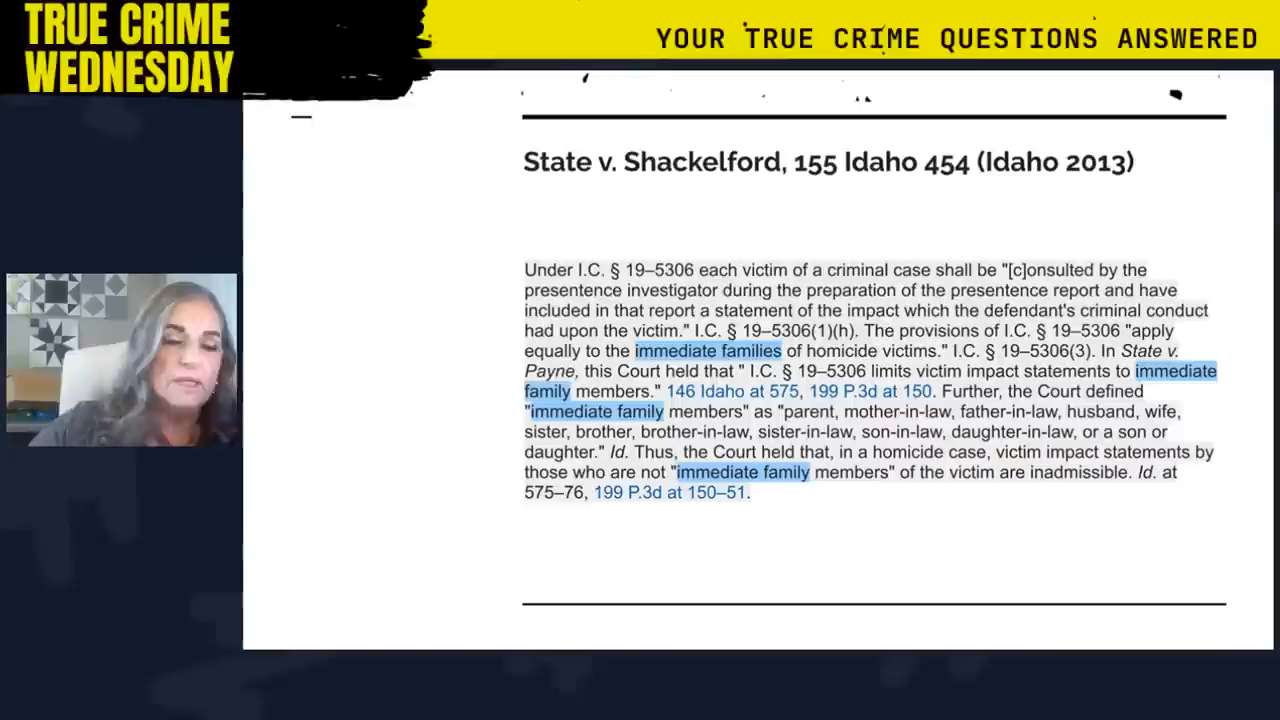 TRUE CRIME
WEDNESDAY
YOUR TRUE CRIME QUESTIONS ANSWERED
State v. Shackelford, 155 Idaho 454 (Idaho 2013)
Under I.C. § 19–5306 each victim of a criminal case shall be "[c]onsulted by the
presentence investigator during the preparation of the presentence report and have
included in that report a statement of the impact which the defendant's criminal conduct
had upon the victim." I.C. § 19–5306(1)(h). The provisions of I.C. § 19–5306 "apply
equally to the immediate families of homicide victims." I.C. § 19–5306(3). In State v.
Payne, this Court held that " I.C. § 19–5306 limits victim impact statements to immediate
family members." 146 Idaho at 575, 199 P.3d at 150. Further, the Court defined
"immediate family members" as "parent, mother-in-law, father-in-law, husband, wife,
sister, brother, brother-in-law, sister-in-law, son-in-law, daughter-in-law, or a son or
daughter." Id. Thus, the Court held that, in a homicide case, victim impact statements by
those who are not "immediate family members" of the victim are inadmissible. Id. at
575–76, 199 P.3d at 150–51.